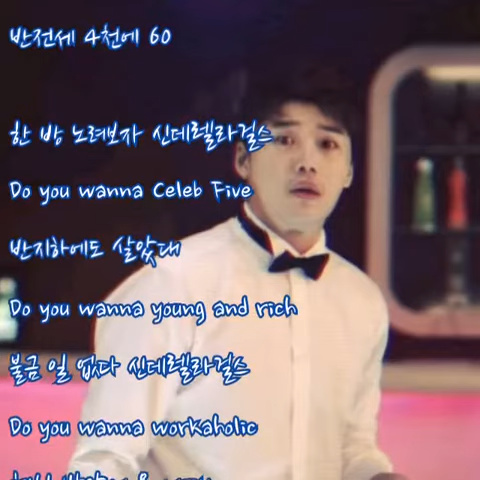 반전세 4천에 60
한 방 노려보자 신데렐라걸스
Do you wanna Celeb Five
반지하에도 살았대
Do you wanna young and rich
불금 일 없다 신데렐라걸스
Do you wanna workaholic